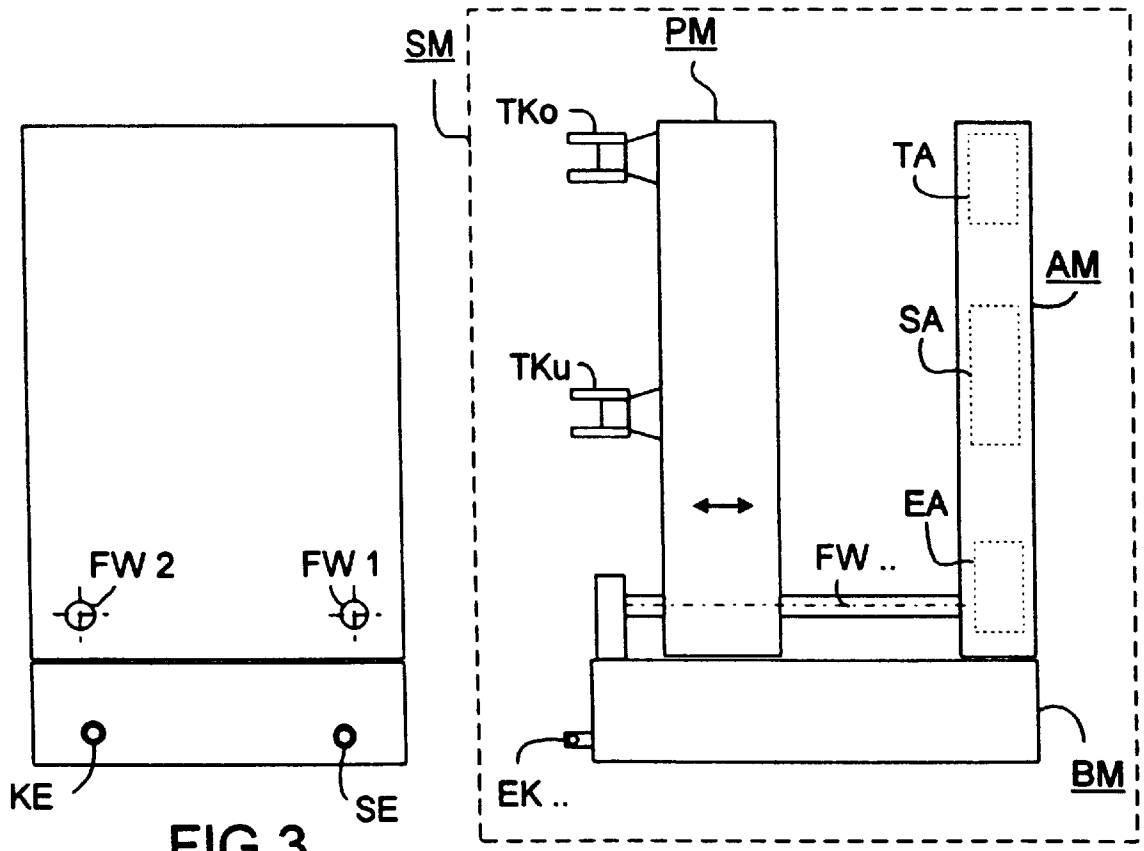 SM
PM
TKo
TA
AM
SA
TKu
EA
FW 2
FW 1
FW ..
KE
SE
EK ..
BM
FIG 3